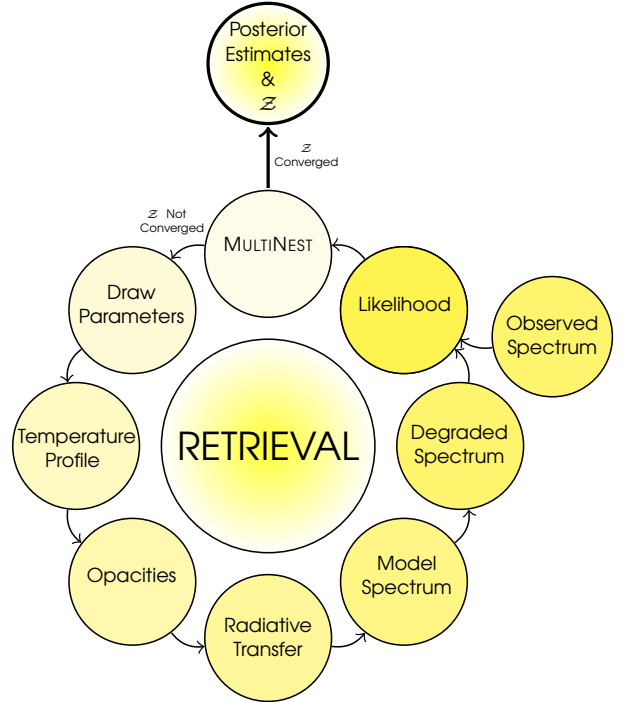 Posterior
Estimates
&
𝒵
𝒵
Converged
𝒵 Not
Converged
MULTINEST
Draw
Parameters
Likelihood
Observed
Spectrum
Temperature
Profile
RETRIEVAL
Degraded
Spectrum
Opacities
Model
Spectrum
Radiative
Transfer